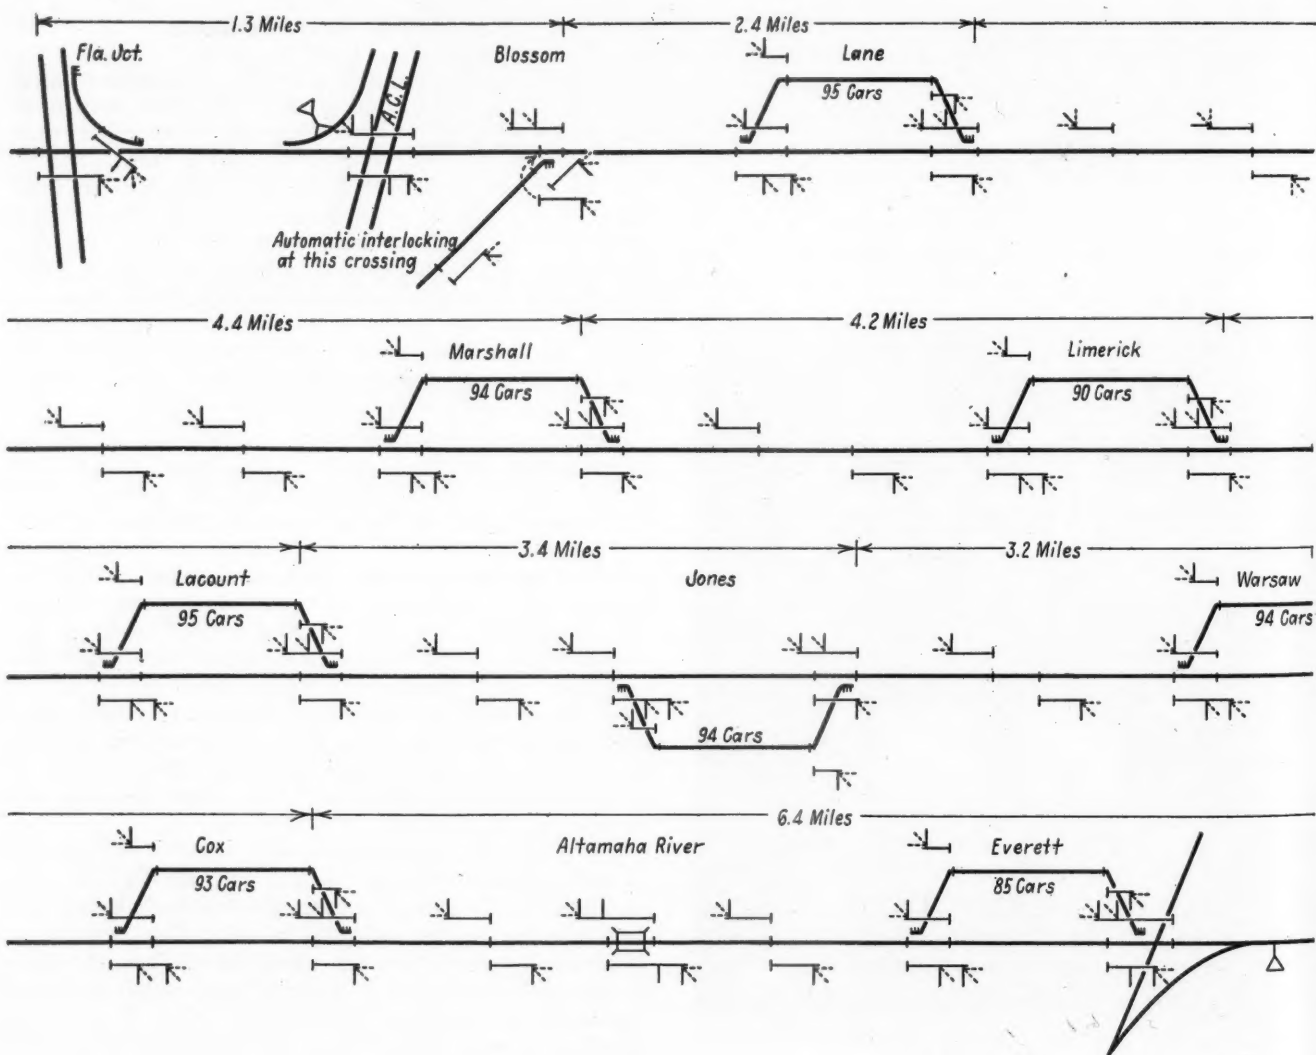 1.3 Miles
2.4 Miles
Fla. Jct.
A.C.L.
Blossom
Lane
95 Cars
Automatic interlocking
at this crossing
4.4 Miles
4.2 Miles
Marshall
94 Cars
Limerick
90 Cars
3.4 Miles
3.2 Miles
Lacount
95 Cars
Jones
94 Cars
Warsaw
94 Cars
6.4 Miles
Cox
93 Cars
Altamaha River
Everett
85 Cars